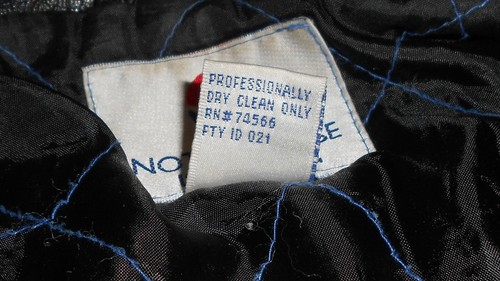 PROFESSIONALLY
DRY CLEAN ONLY
RN#74566
FTY ID 021